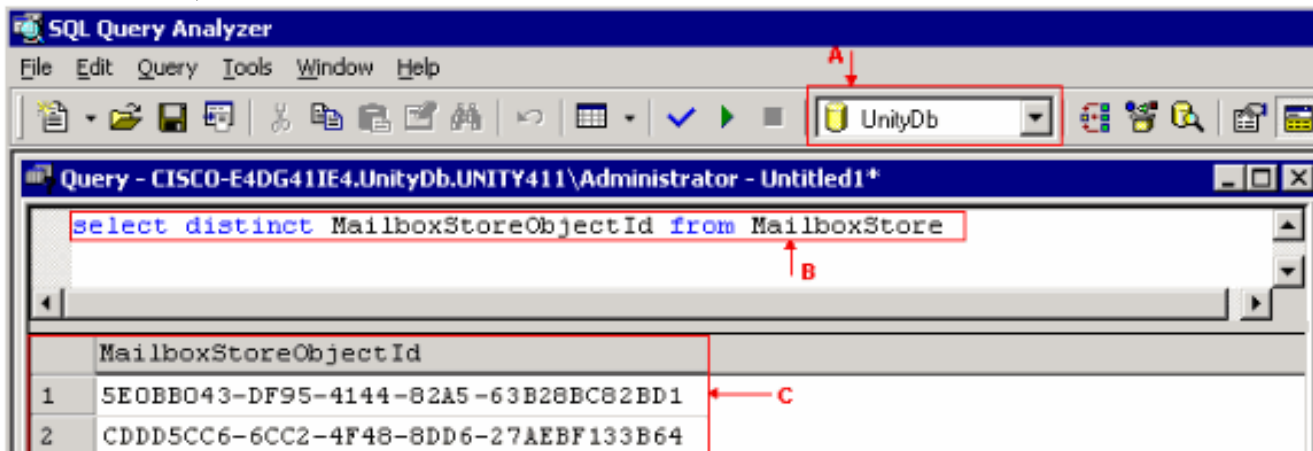 SQL Query Analyzer
File Edit Query Tools Window Help
A
UnityDb
Query - CISCO-E4DG41IE4.UnityDb.UNITY411\Administrator - Untitled1*
select distinct MailboxStoreObjectId from MailboxStore
B
MailboxStoreObjectId
1 5E0BB043-DF95-4144-82A5-63B28BC82BD1
C
2 CDDD5CC6-6CC2-4F48-8DD6-27AEBF133B64